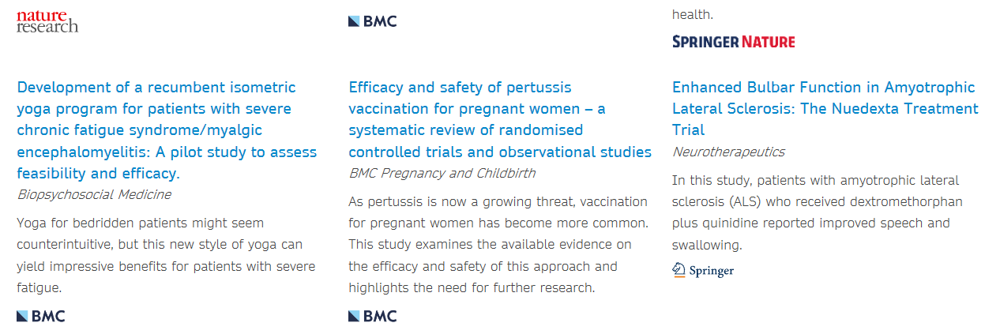 nature
research
BMC
health.
SPRINGER NATURE
Development of a recumbent isometric
yoga program for patients with severe
chronic fatigue syndrome/myalgic
encephalomyelitis: A pilot study to assess
feasibility and efficacy.
Biopsychosocial Medicine
Yoga for bedridden patients might seem
counterintuitive, but this new style of yoga can
yield impressive benefits for patients with severe
fatigue.
BMC
Efficacy and safety of pertussis
vaccination for pregnant women – a
systematic review of randomised
controlled trials and observational studies
BMC Pregnancy and Childbirth
As pertussis is now a growing threat, vaccination
for pregnant women has become more common.
This study examines the available evidence on
the efficacy and safety of this approach and
highlights the need for further research.
BMC
Enhanced Bulbar Function in Amyotrophic
Lateral Sclerosis: The Nuedexta Treatment
Trial
Neurotherapeutics
In this study, patients with amyotrophic lateral
sclerosis (ALS) who received dextromethorphan
plus quinidine reported improved speech and
swallowing.
Springer